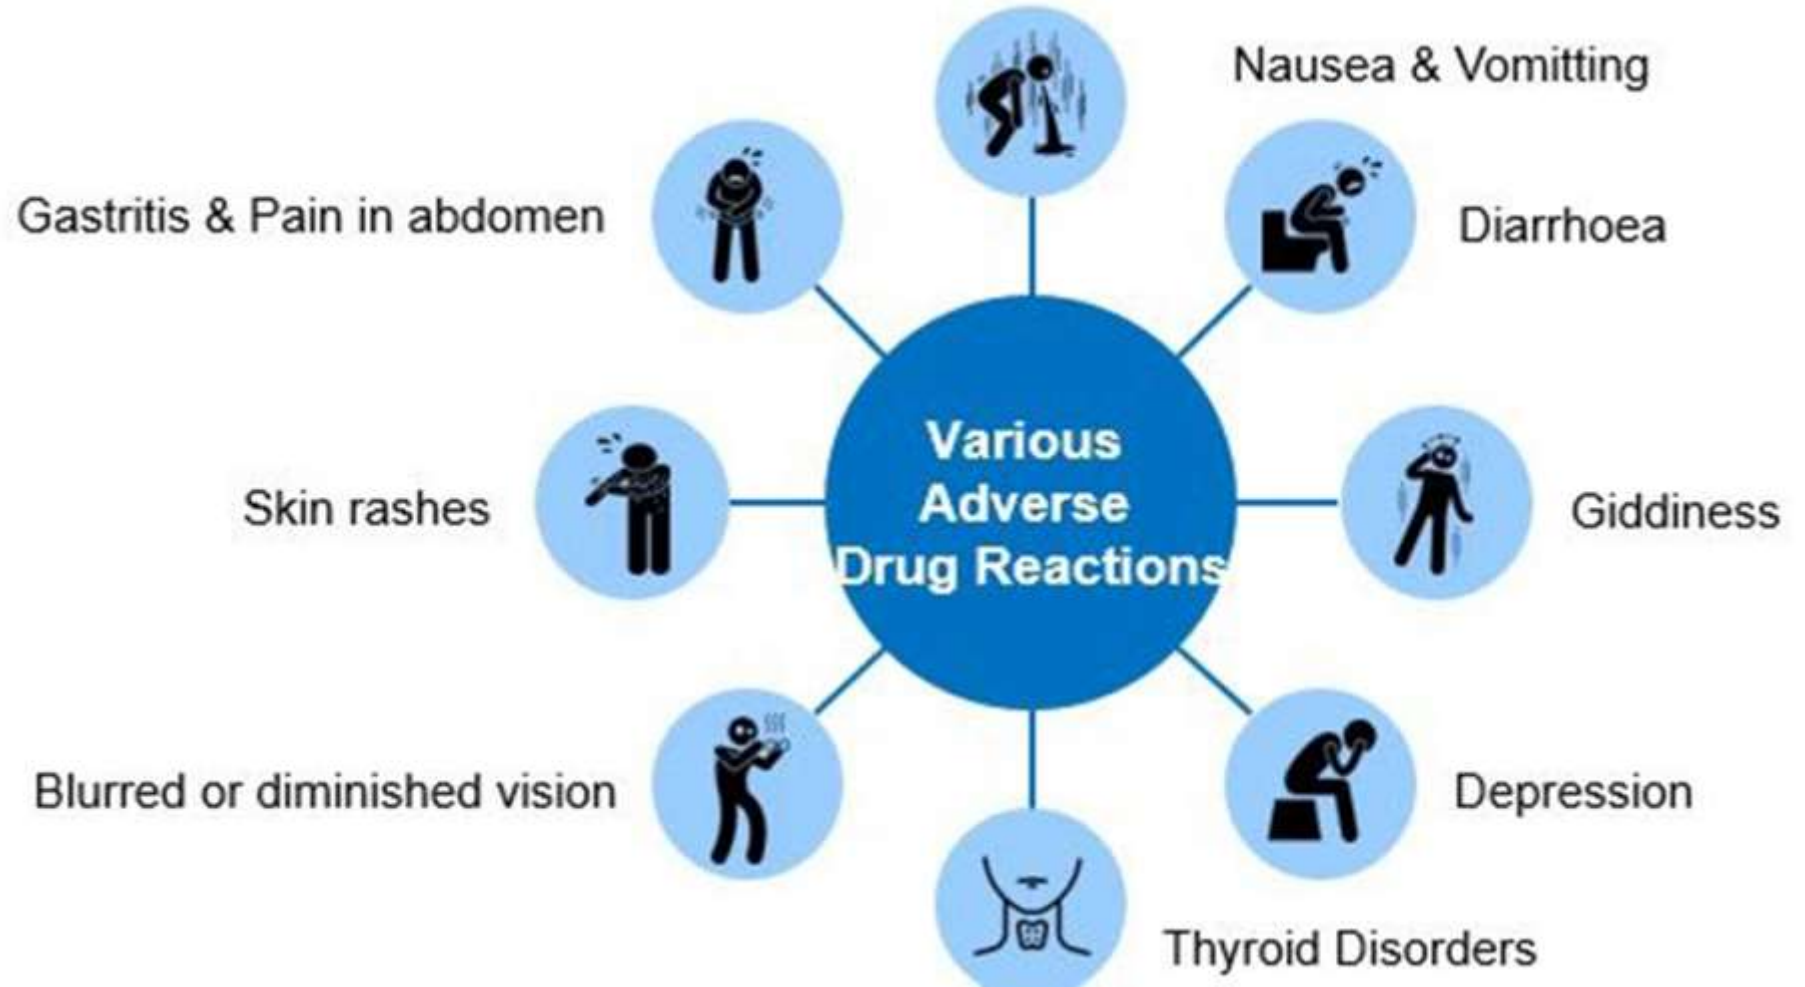 Nausea & Vomitting
Gastritis & Pain in abdomen
Diarrhoea
Various
Adverse
Drug Reactions
Skin rashes
Giddiness
Blurred or diminished vision
Depression
Thyroid Disorders